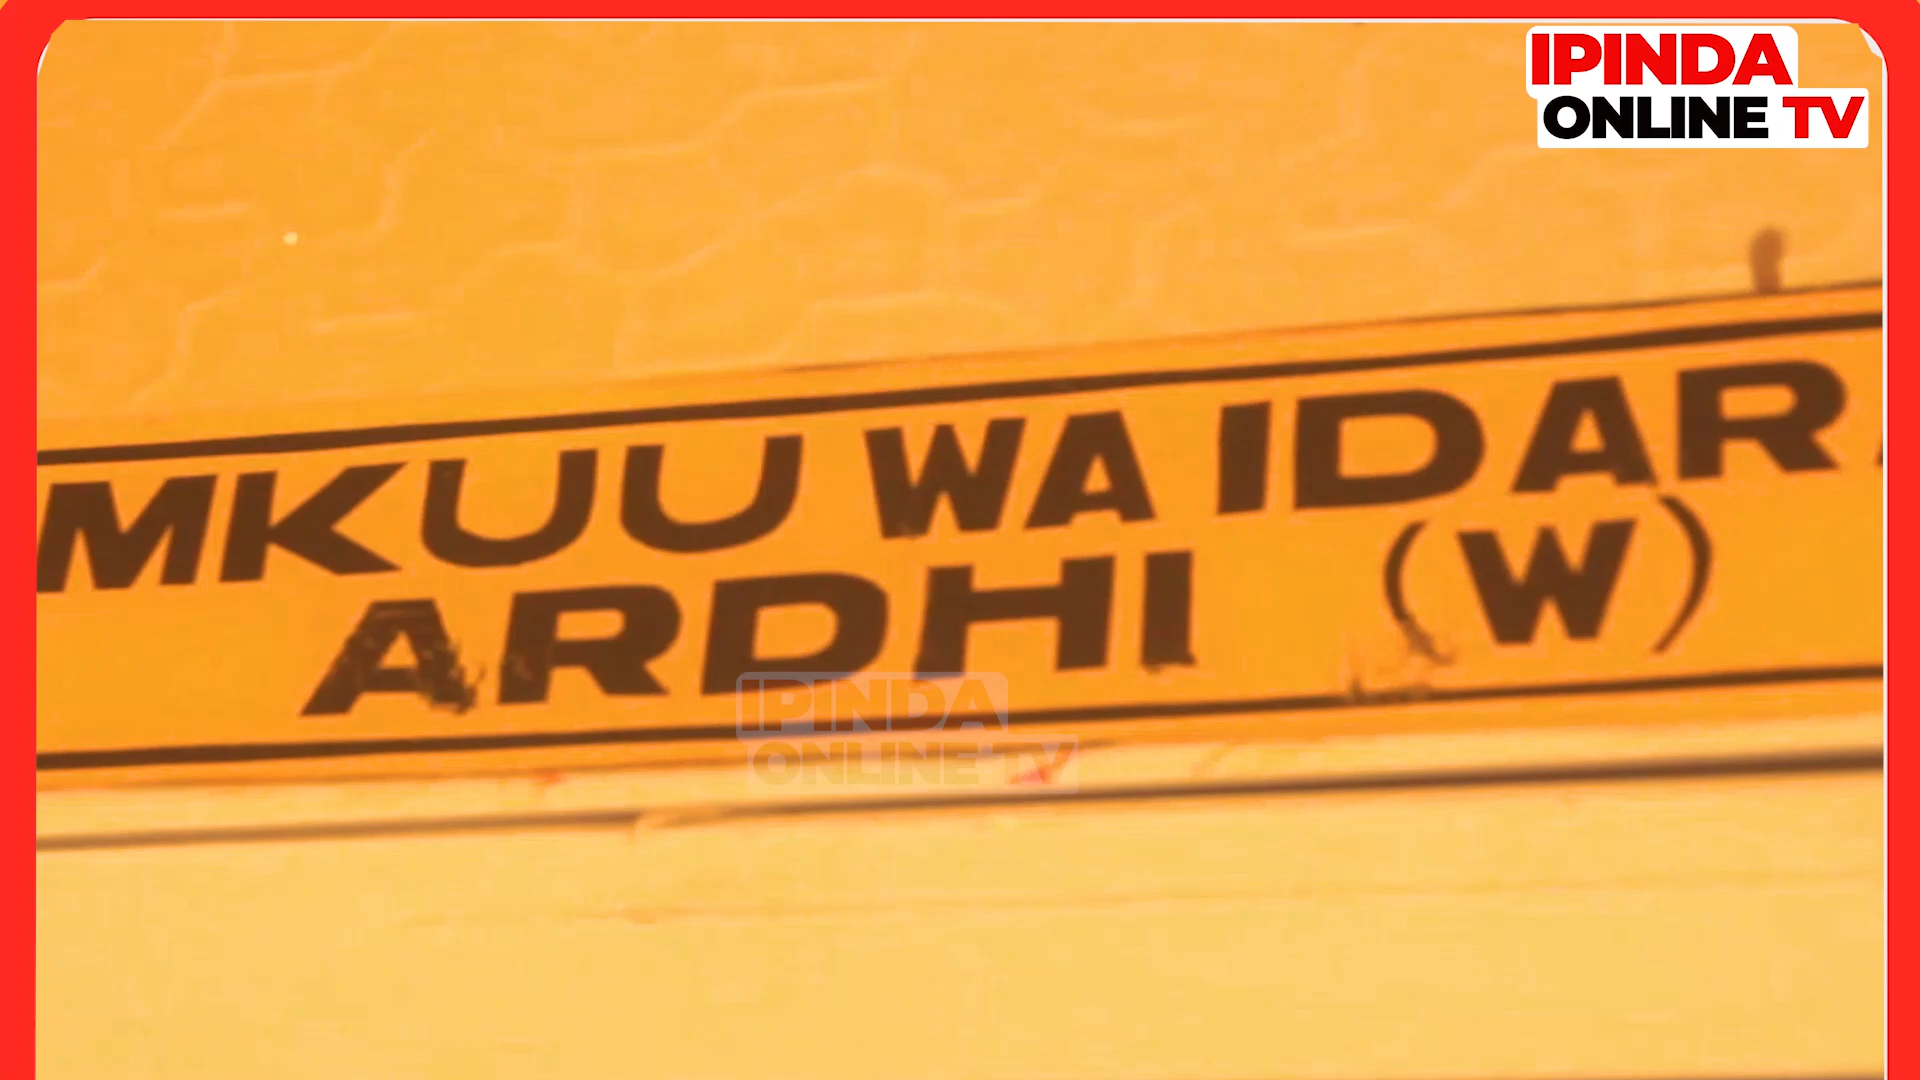 IPINDA
ONLINE TV
MKUU WA IDAR
ARDHI (W)
IPINDA
ONLINE TV